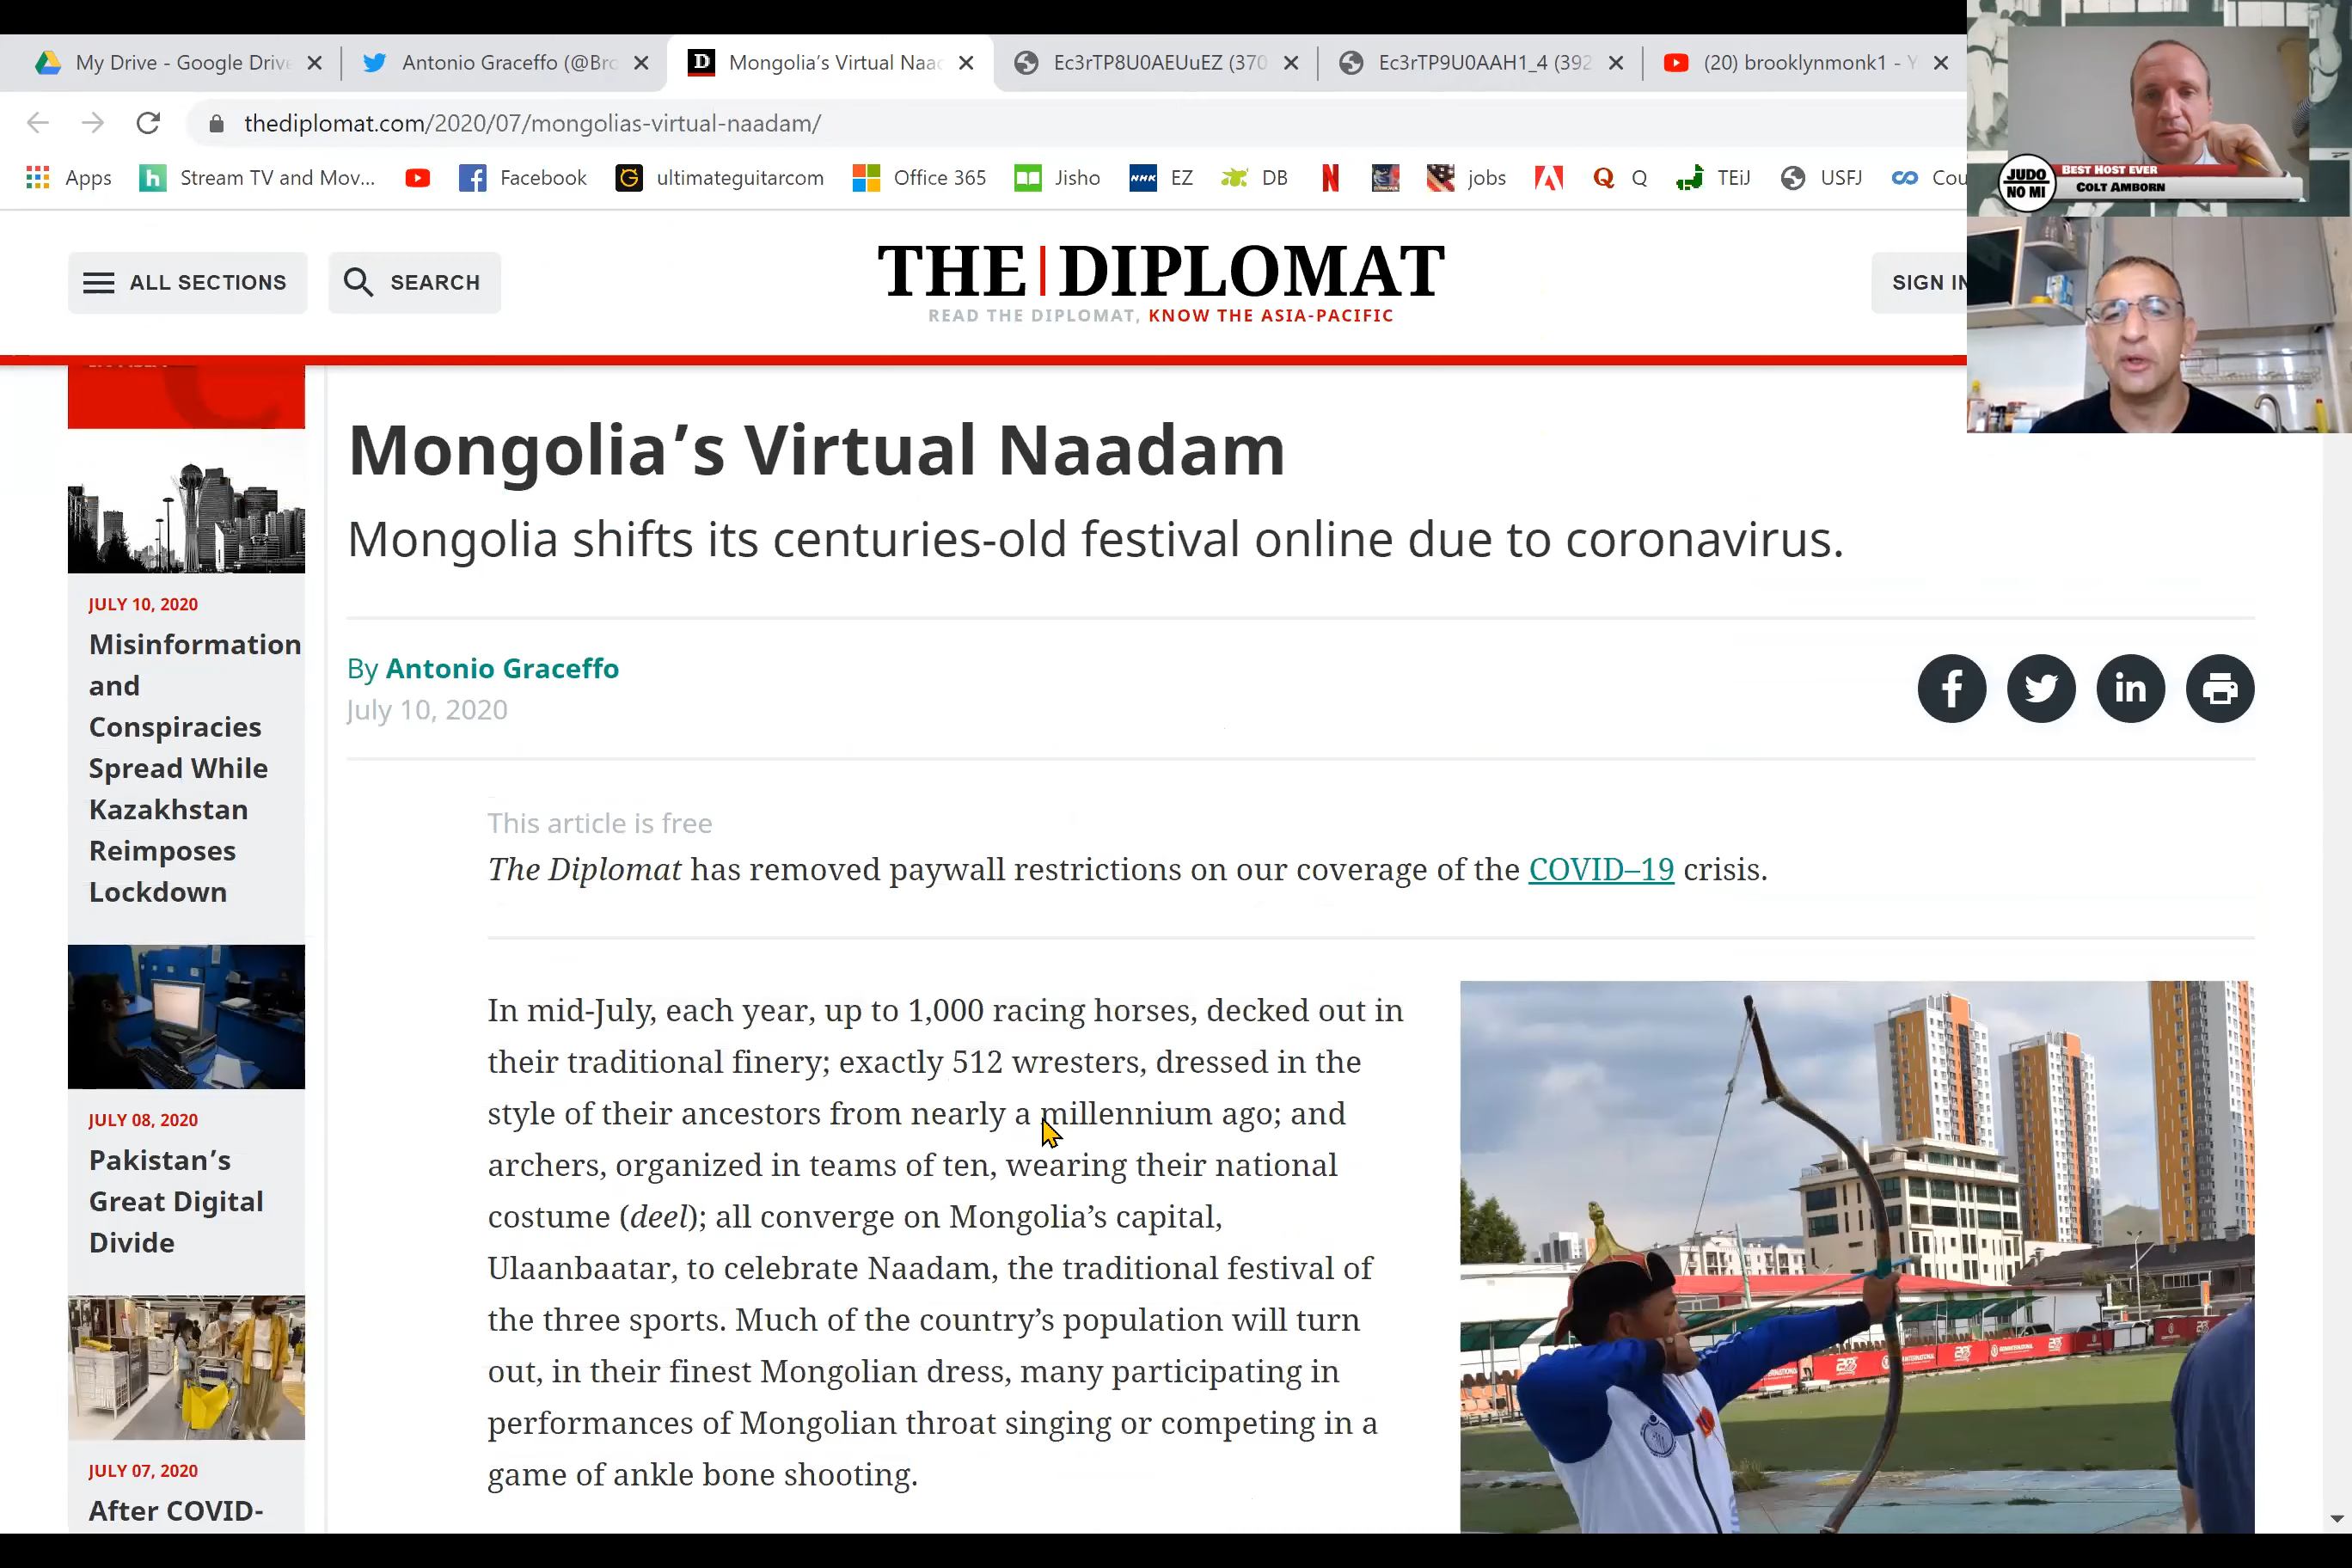 My Drive - Google Drive
Antonio Graceffo (@Bro
Mongolia's Virtual Naa
Ec3rTP8U0AEUuEZ (370
Ec3rTP9U0AAH1_4 (392
(20) brooklynmonk1 - Y
thediplomat.com/2020/07/mongolias-virtual-naadam/
Apps
Stream TV and Mov...
Facebook
ultimateguitarcom
Office 365
Jisho
NHK
EZ
DB
jobs
Q
TEiJ
USFJ
Cou
JUDO
NO MI
BEST HOST EVER
COLT AMBORN
ALL SECTIONS
SEARCH
THE|DIPLOMAT
READ THE DIPLOMAT, KNOW THE ASIA-PACIFIC
SIGN IN
Mongolia’s Virtual Naadam
Mongolia shifts its centuries-old festival online due to coronavirus.
By Antonio Graceffo
July 10, 2020
This article is free
The Diplomat has removed paywall restrictions on our coverage of the COVID–19 crisis.
In mid-July, each year, up to 1,000 racing horses, decked out in
their traditional finery; exactly 512 wresters, dressed in the
style of their ancestors from nearly a millennium ago; and
archers, organized in teams of ten, wearing their national
costume (deel); all converge on Mongolia’s capital,
Ulaanbaatar, to celebrate Naadam, the traditional festival of
the three sports. Much of the country’s population will turn
out, in their finest Mongolian dress, many participating in
performances of Mongolian throat singing or competing in a
game of ankle bone shooting.
JULY 10, 2020
Misinformation
and
Conspiracies
Spread While
Kazakhstan
Reimposes
Lockdown
JULY 08, 2020
Pakistan’s
Great Digital
Divide
JULY 07, 2020
After COVID-